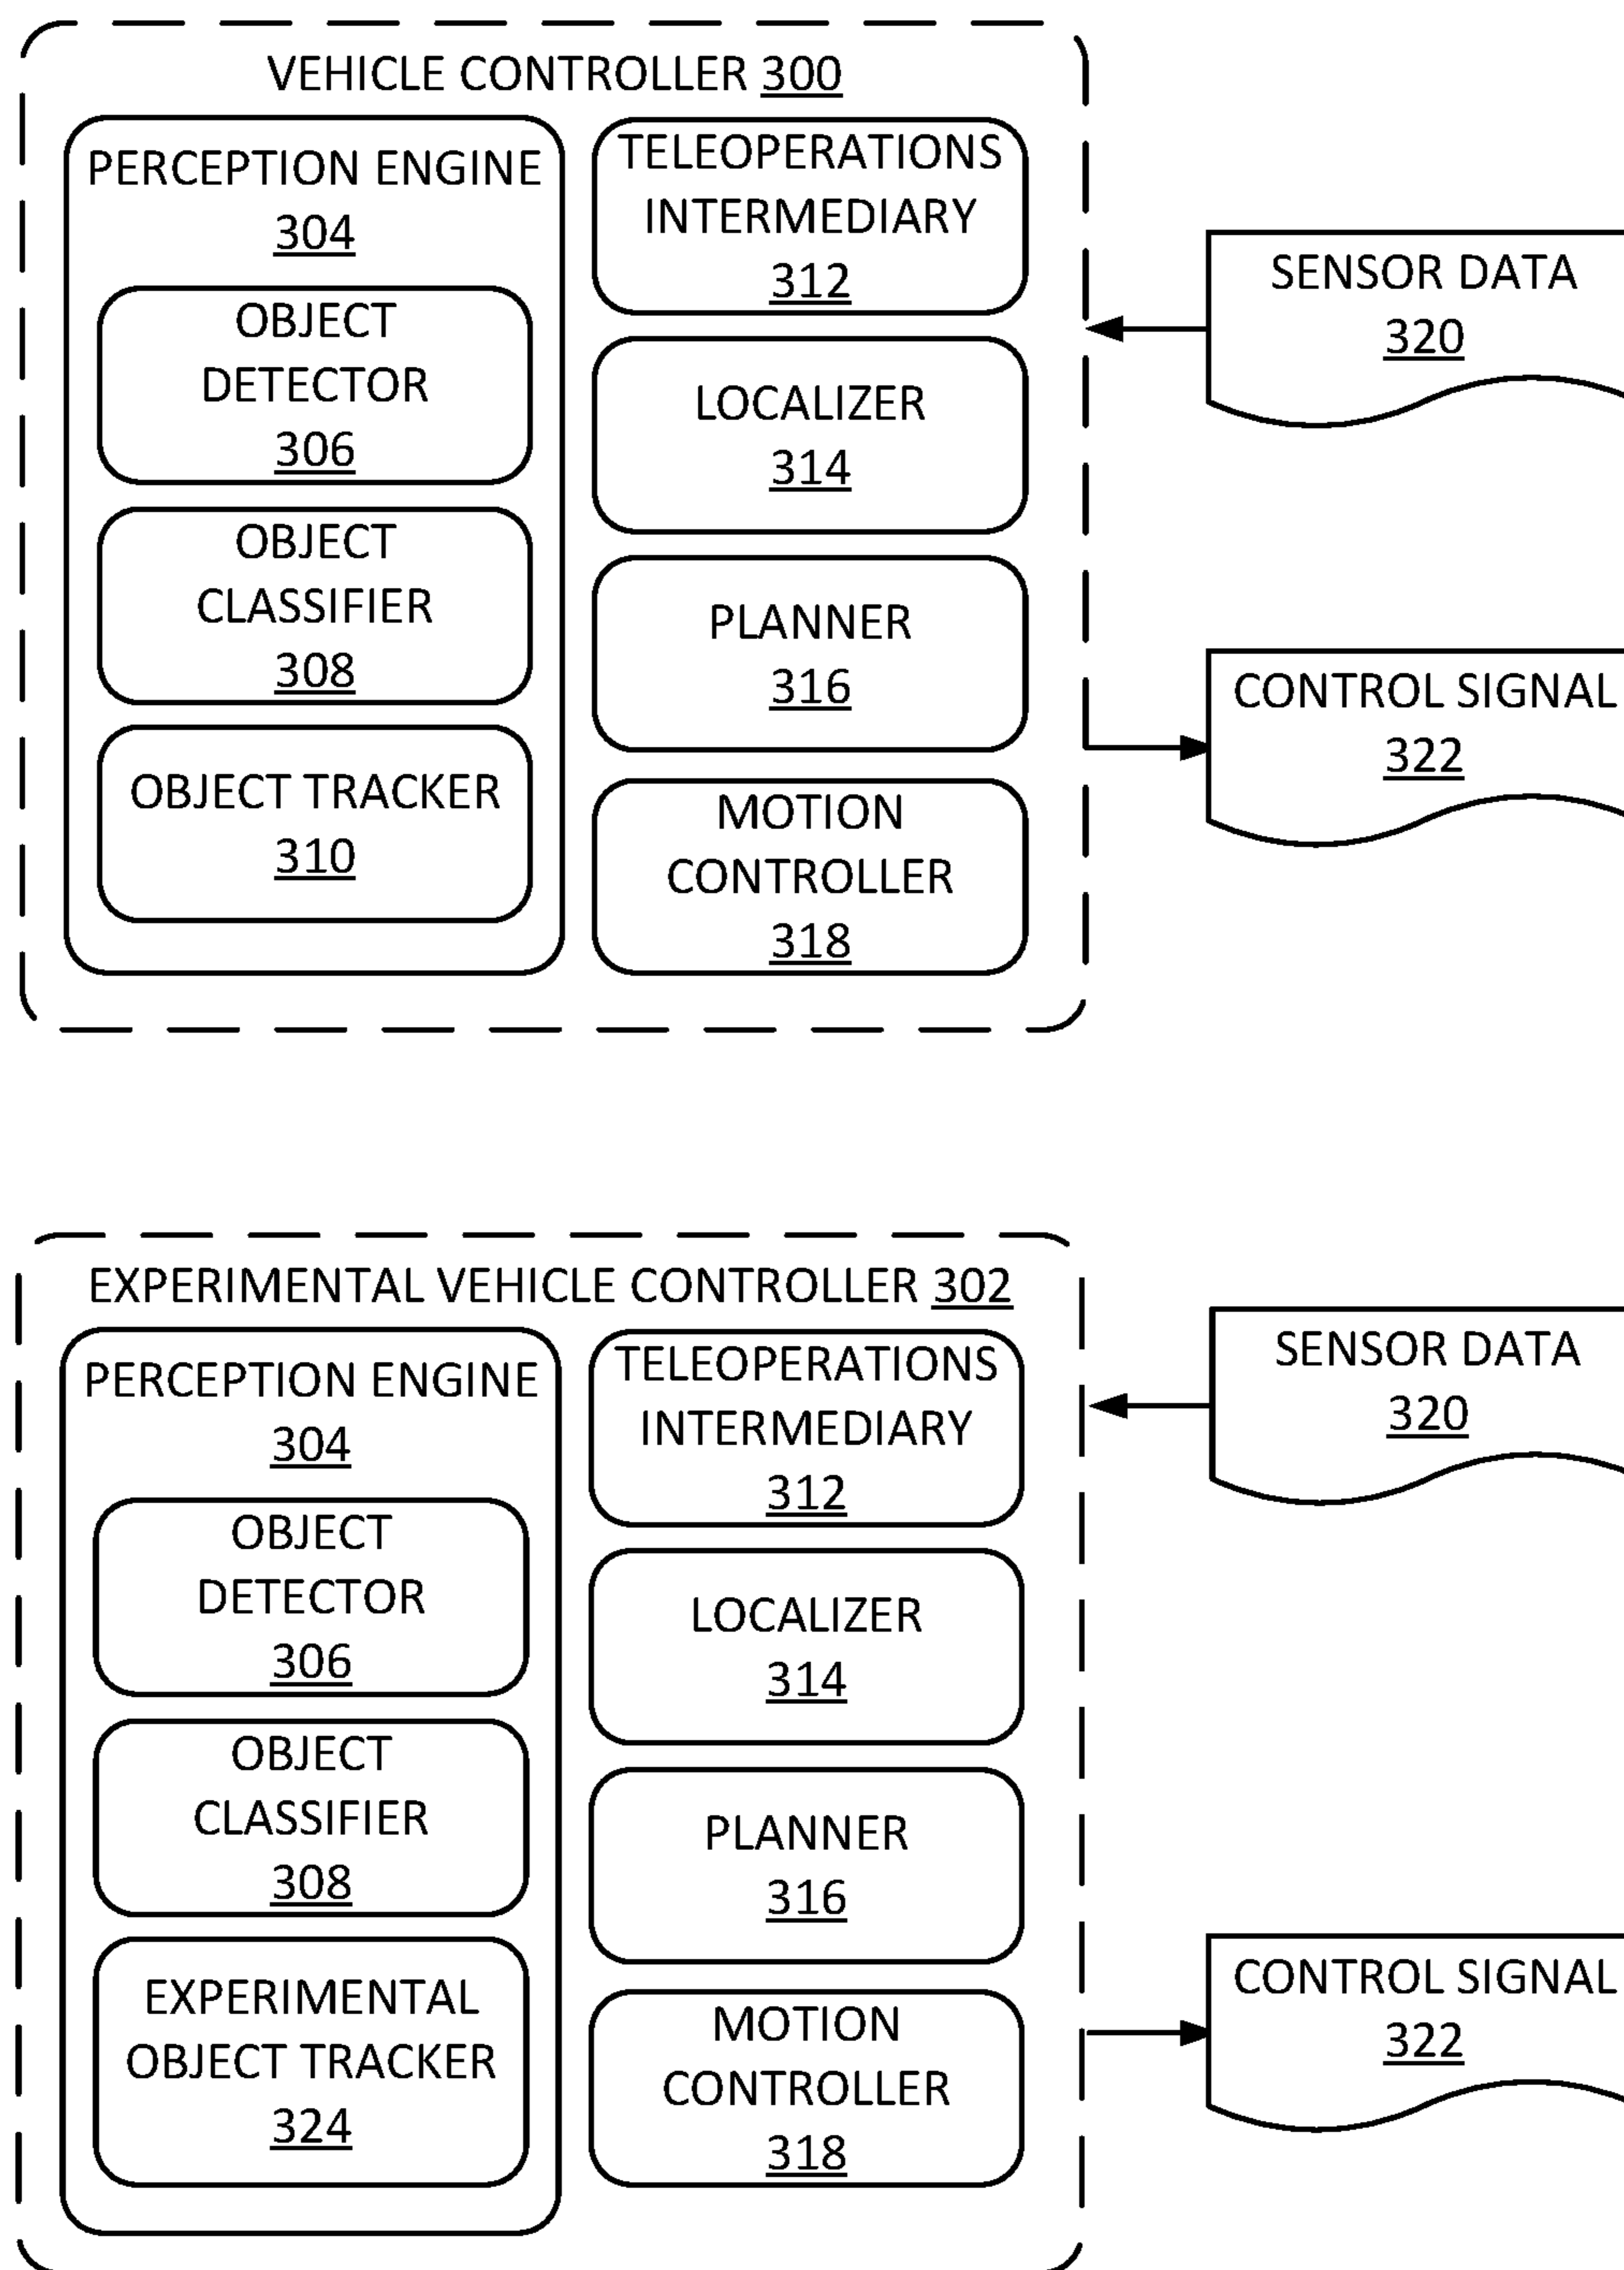 VEHICLE CONTROLLER 300
PERCEPTION ENGINE
304
OBJECT
DETECTOR
306
OBJECT
CLASSIFIER
308
OBJECT TRACKER
310
TELEOPERATIONS
INTERMEDIARY
312
LOCALIZER
314
PLANNER
316
MOTION
CONTROLLER
318
SENSOR DATA
320
CONTROL SIGNAL
322
EXPERIMENTAL VEHICLE CONTROLLER 302
PERCEPTION ENGINE
304
OBJECT
DETECTOR
306
OBJECT
CLASSIFIER
308
EXPERIMENTAL
OBJECT TRACKER
324
TELEOPERATIONS
INTERMEDIARY
312
LOCALIZER
314
PLANNER
316
MOTION
CONTROLLER
318
SENSOR DATA
320
CONTROL SIGNAL
322